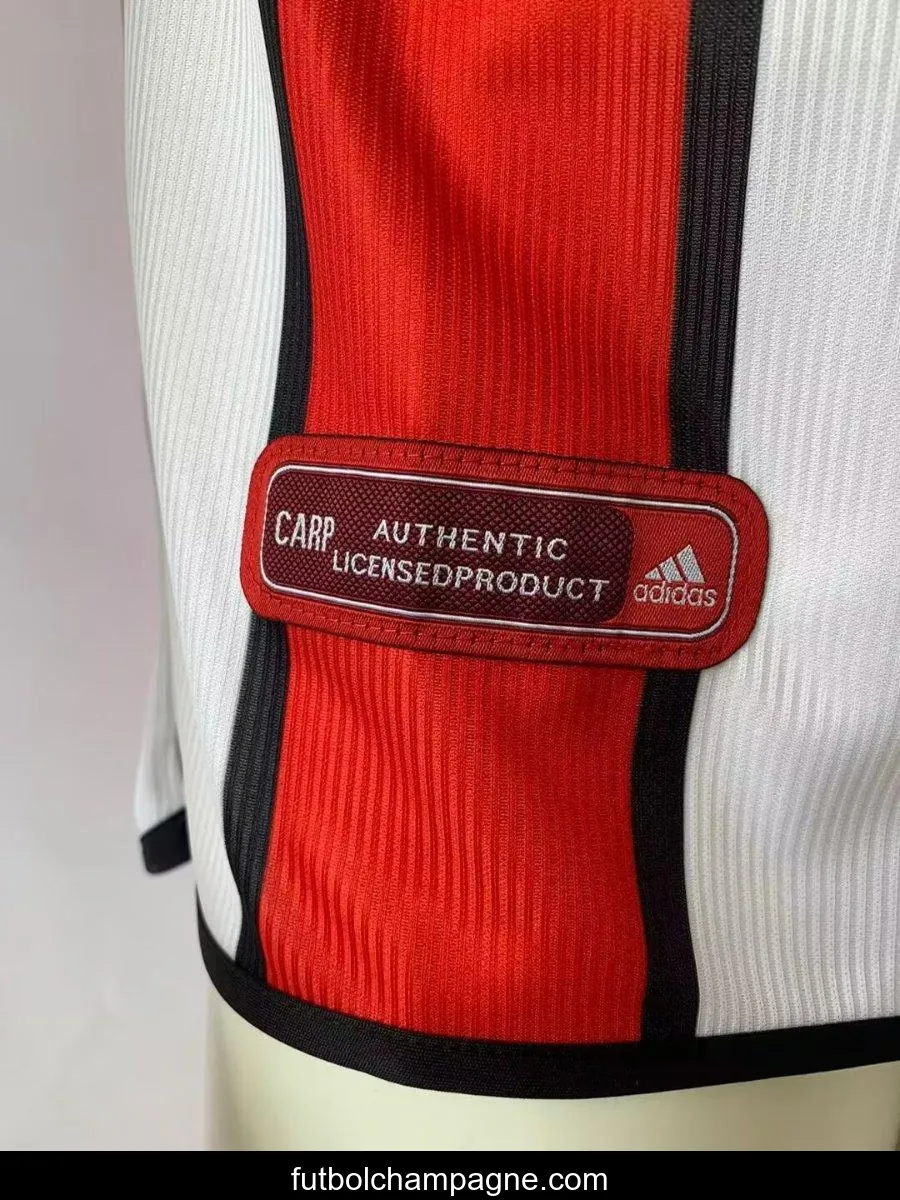 CARP AUTHENTIC
LICENSEDPRODUCT
adidas
futbolchampagne.com